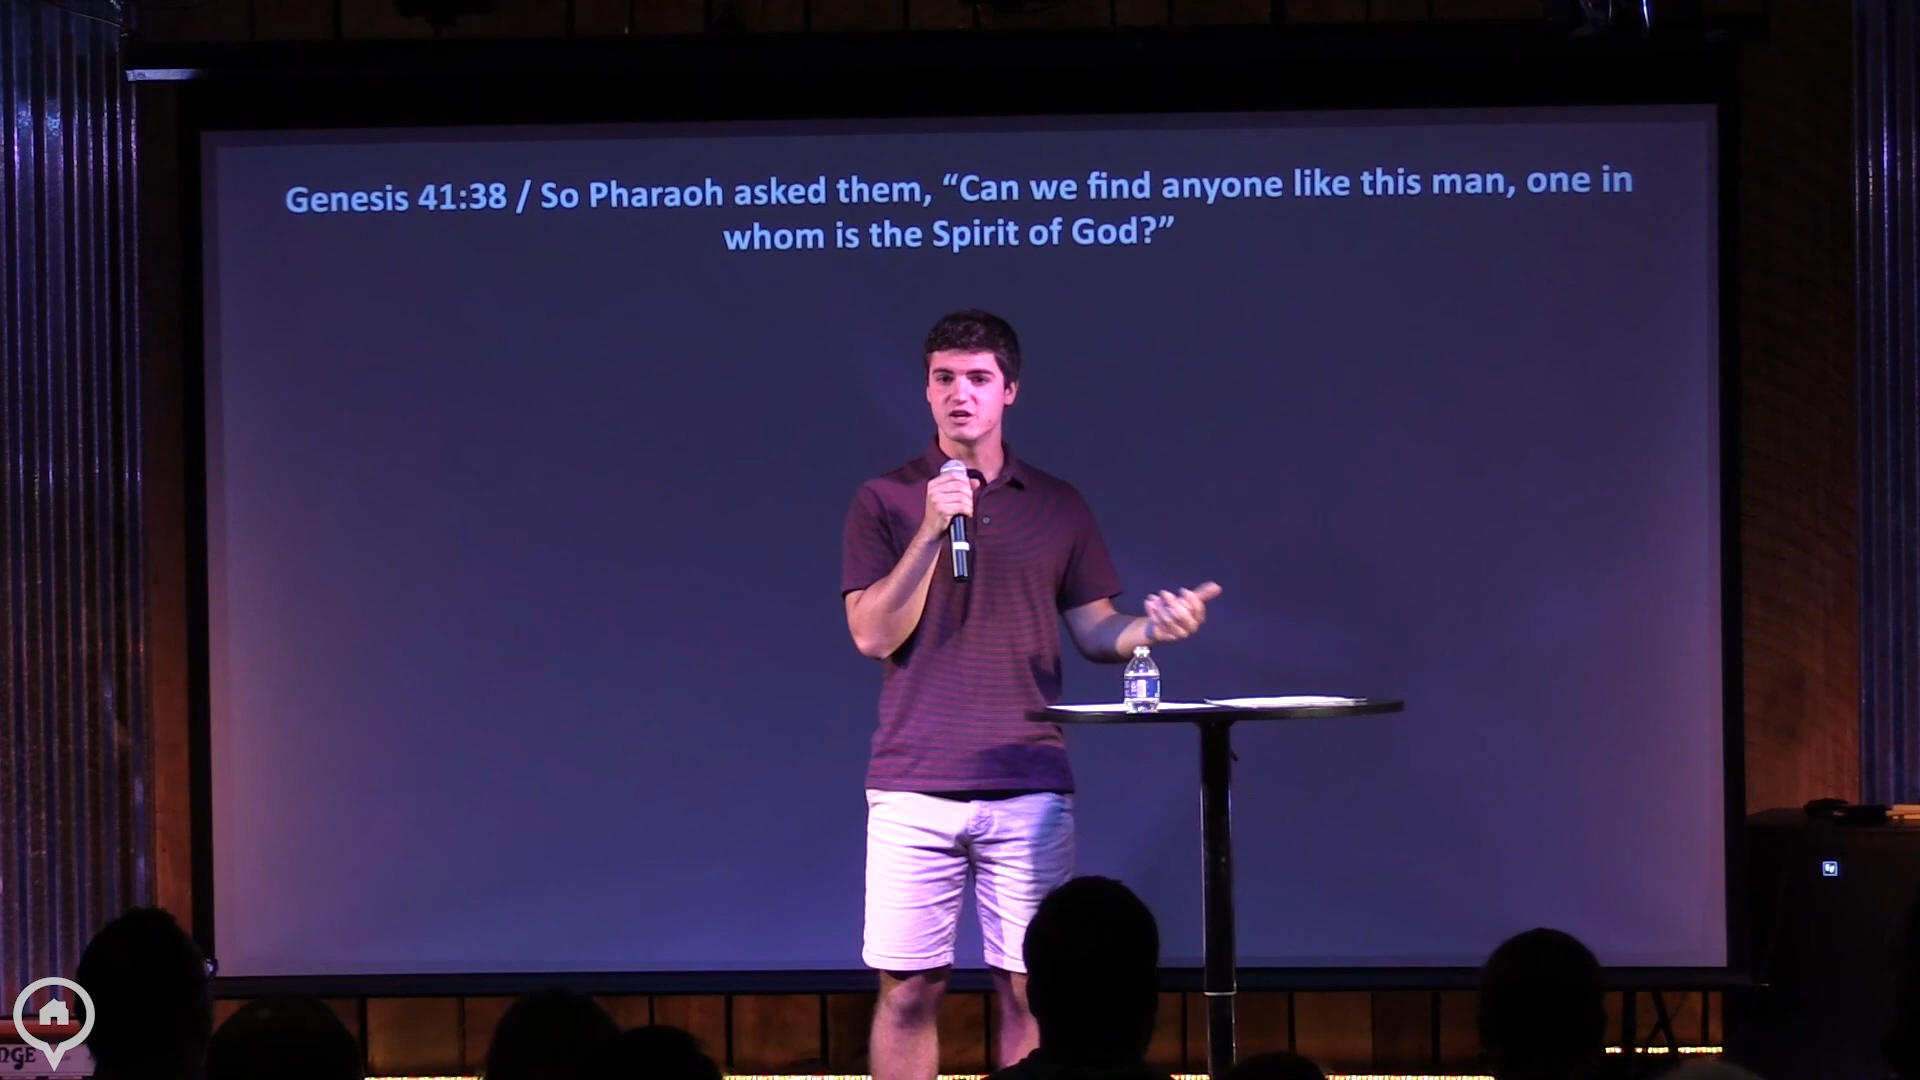 Genesis 41:38 / So Pharaoh asked them, “Can we find anyone like this man, one in
whom is the Spirit of God?”
NGE